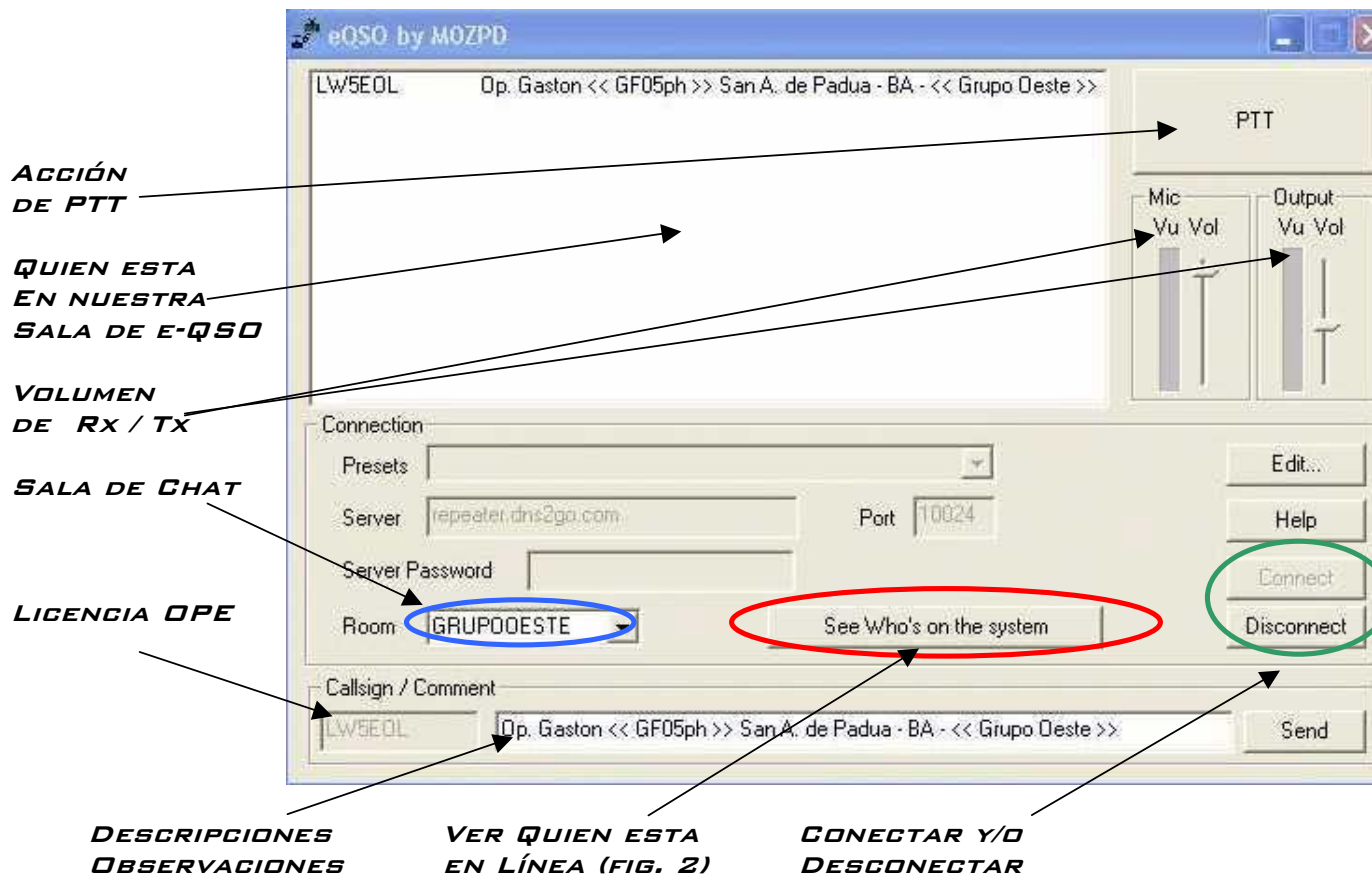 eQSO by M0ZPD
LW5EOL Op. Gaston << GF05ph >> San A. de Padua - BA - << Grupo Oeste >>
PTT
Mic
Vu Vol
Output
Vu Vol
ACCIÓN
DE PTT
QUIEN ESTA
EN NUESTRA
SALA DE E-QSO
VOLUMEN
DE RX / TX
SALA DE CHAT
LICENCIA OPE
Connection
Presets
Edit...
Server repeater.dns2go.com Port 10024
Help
Server Password
Connect
Room GRUPOOESTE See Who's on the system Disconnect
Callsign / Comment
LW5EOL Op. Gaston << GF05ph >> San A. de Padua - BA - << Grupo Oeste >> Send
DESCRIPCIONES
OBSERVACIONES
VER QUIEN ESTA
EN LÍNEA (FIG. 2)
CONECTAR Y/O
DESCONECTAR